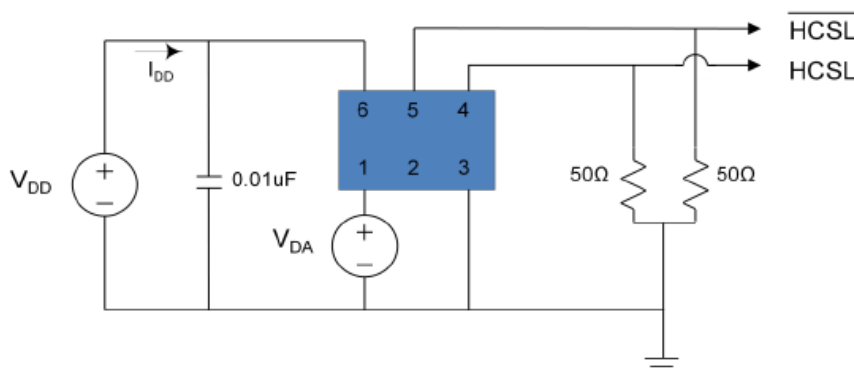 HCSL
HCSL
I_DD
6 5 4
1 2 3
V_DD
+
−
0.01uF
50Ω 50Ω
V_DA
+
−